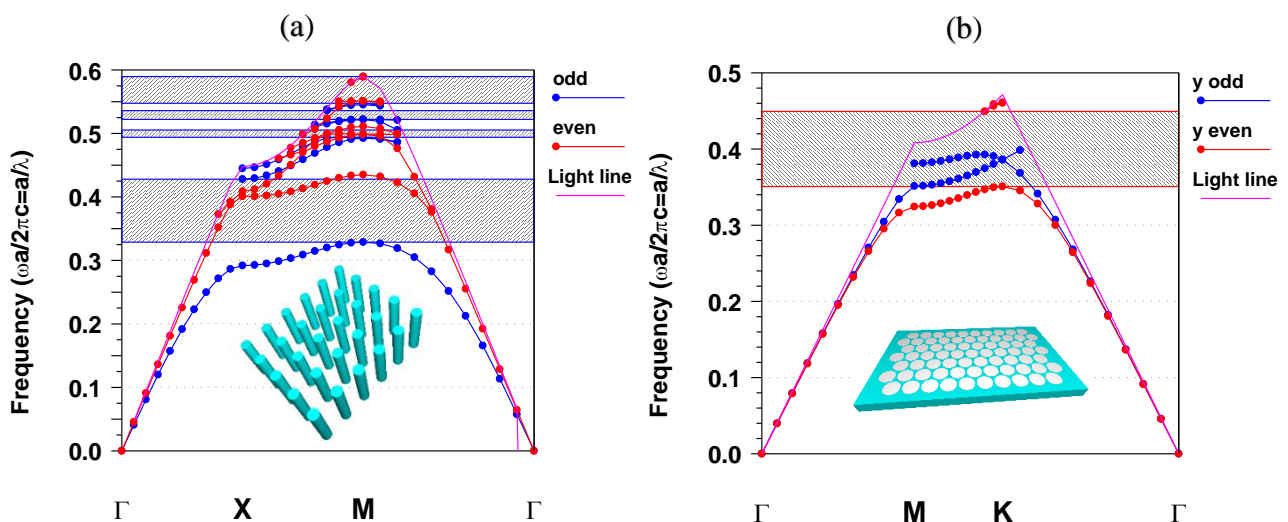 (a)
(b)
Frequency (ωa/2πc=a/λ)
0.6
0.5
0.4
0.3
0.2
0.1
0.0
Γ
X
M
Γ
odd
even
Light line
Frequency (ωa/2πc=a/λ)
0.5
0.4
0.3
0.2
0.1
0.0
Γ
M
K
Γ
y odd
y even
Light line